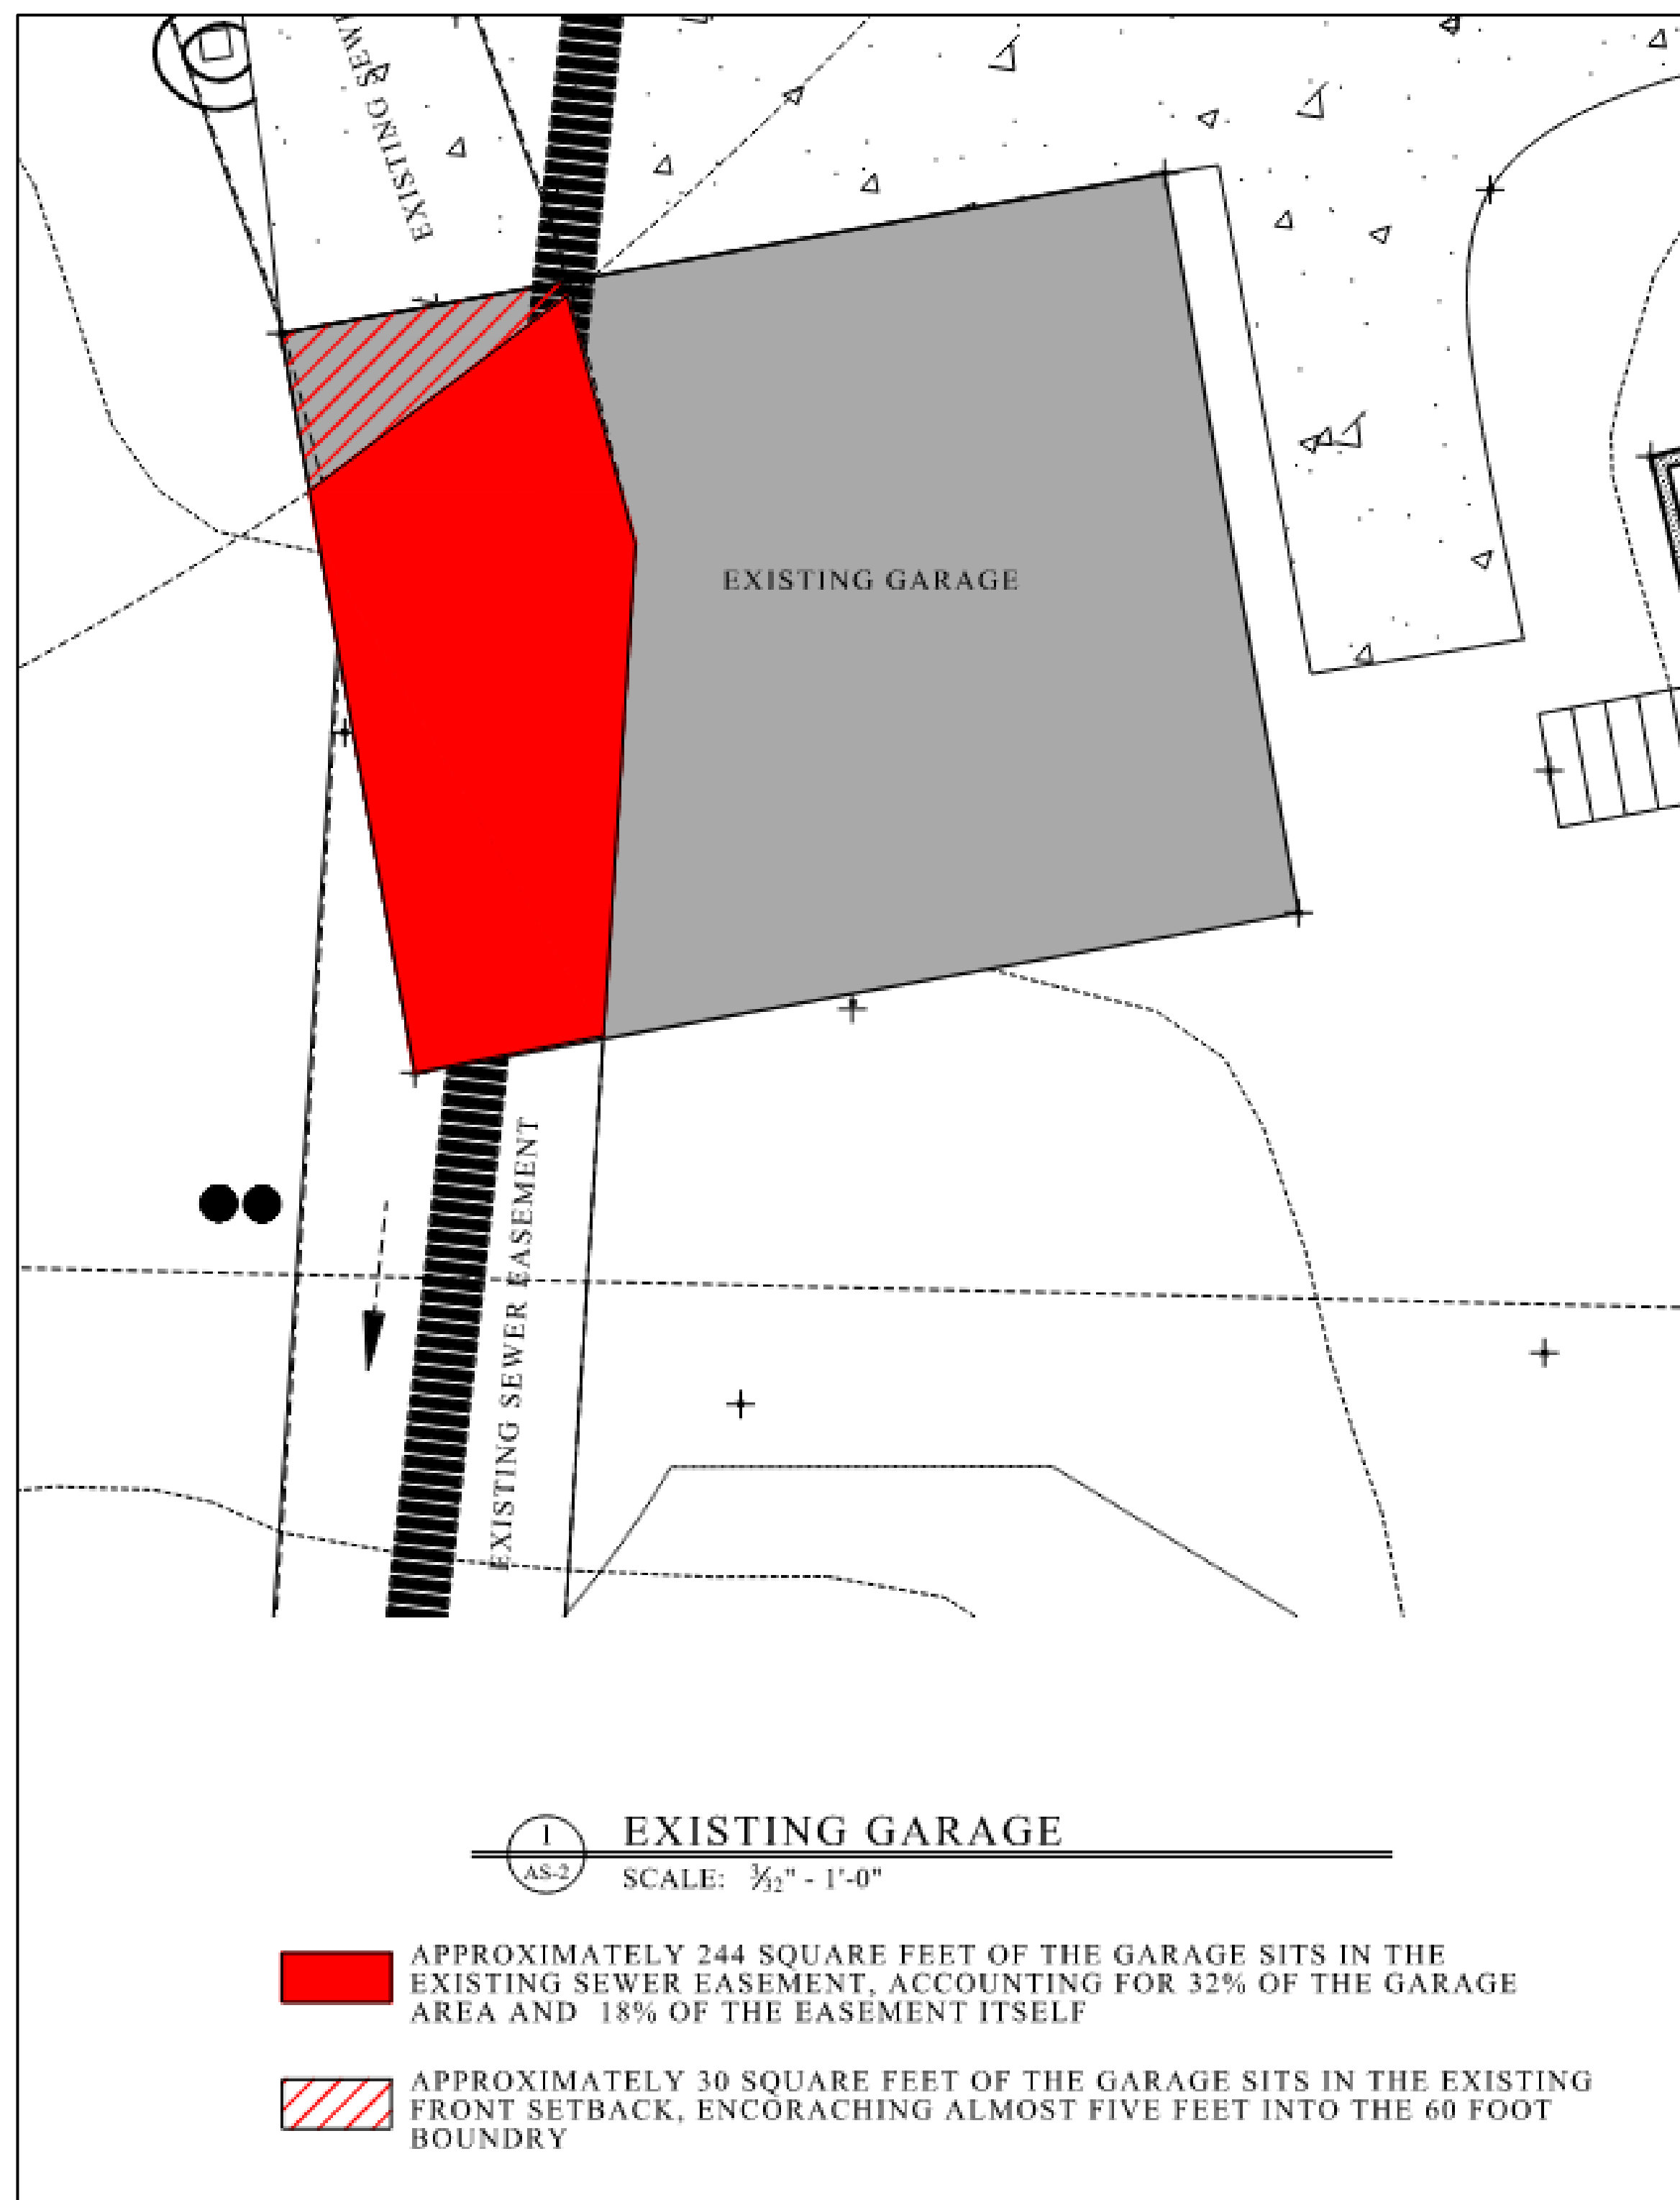 EXISTING SEW
EXISTING GARAGE
EXISTING SEWER EASEMENT
1
AS-2
EXISTING GARAGE
SCALE: 3⁄32" - 1'-0"
APPROXIMATELY 244 SQUARE FEET OF THE GARAGE SITS IN THE
EXISTING SEWER EASEMENT, ACCOUNTING FOR 32% OF THE GARAGE
AREA AND 18% OF THE EASEMENT ITSELF
APPROXIMATELY 30 SQUARE FEET OF THE GARAGE SITS IN THE EXISTING
FRONT SETBACK, ENCORACHING ALMOST FIVE FEET INTO THE 60 FOOT
BOUNDRY